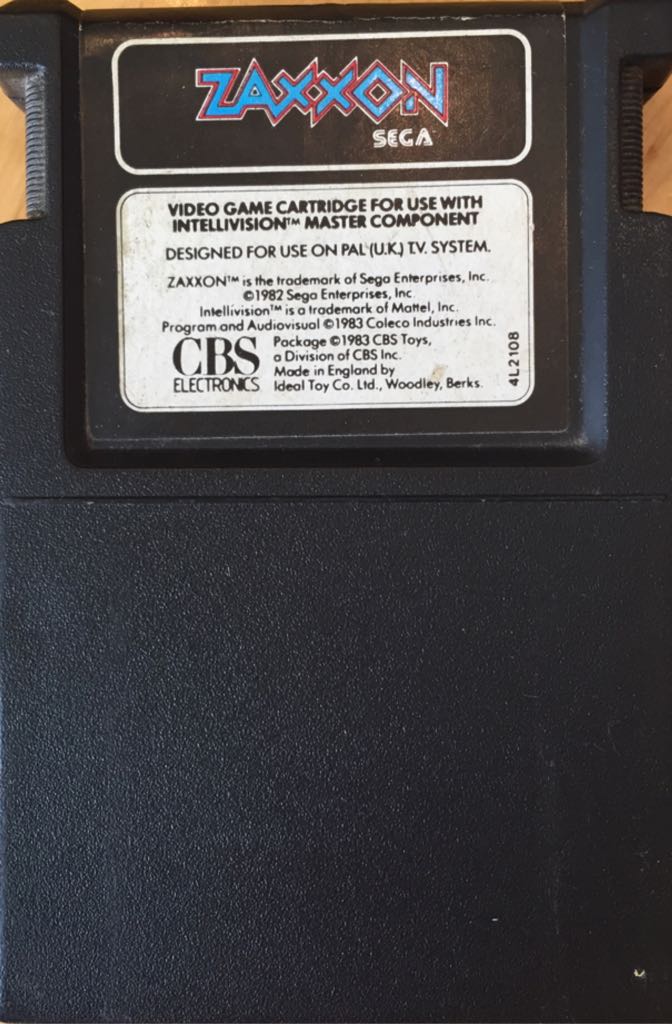 ZAXXON
SEGA
VIDEO GAME CARTRIDGE FOR USE WITH
INTELLIVISION™ MASTER COMPONENT
DESIGNED FOR USE ON PAL (U.K.) T.V. SYSTEM.
ZAXXON™ is the trademark of Sega Enterprises, Inc.
©1982 Sega Enterprises, Inc.
Intellivision™ is a trademark of Mattel, Inc.
Program and Audiovisual ©1983 Coleco Industries Inc.
CBS
ELECTRONICS
Package ©1983 CBS Toys,
a Division of CBS Inc.
Made in England by
Ideal Toy Co. Ltd., Woodley, Berks.
4L2108